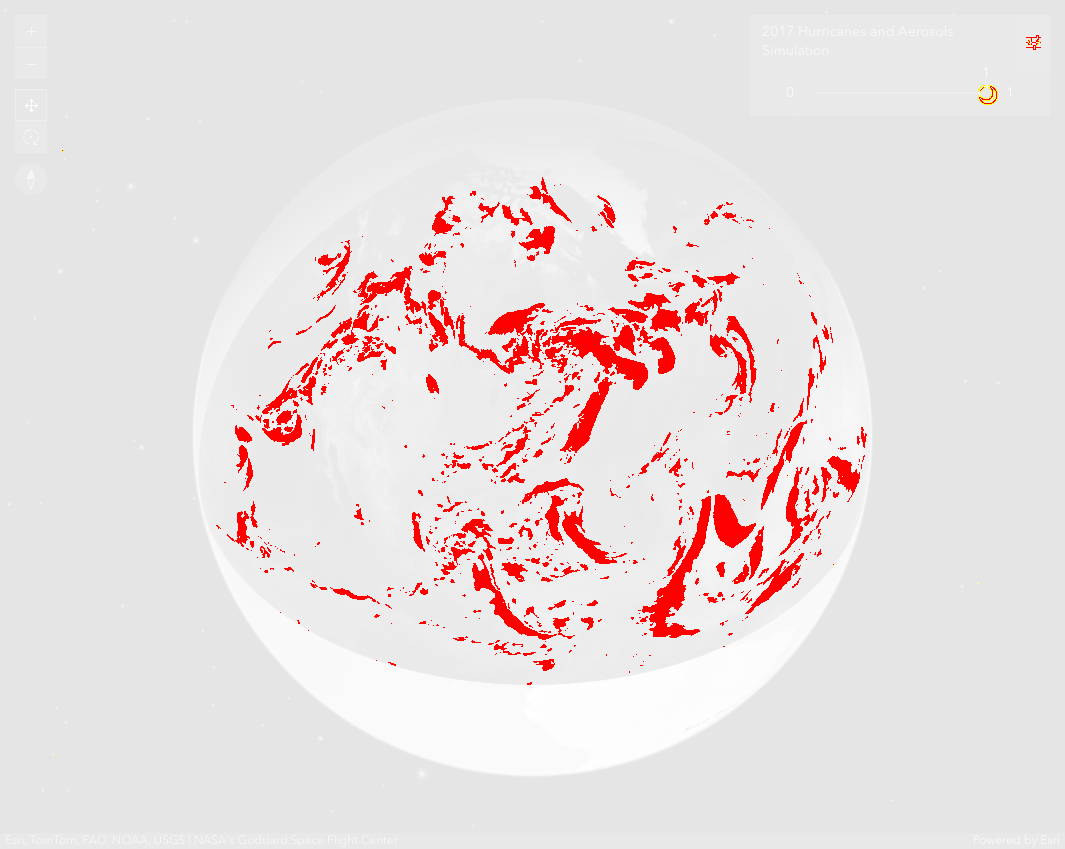 2017 Hurricanes and Aerosols
Simulation
1
0
1
Esri, TomTom, FAO, NOAA, USGS | NASA's Goddard Space Flight Center
Powered by Esri